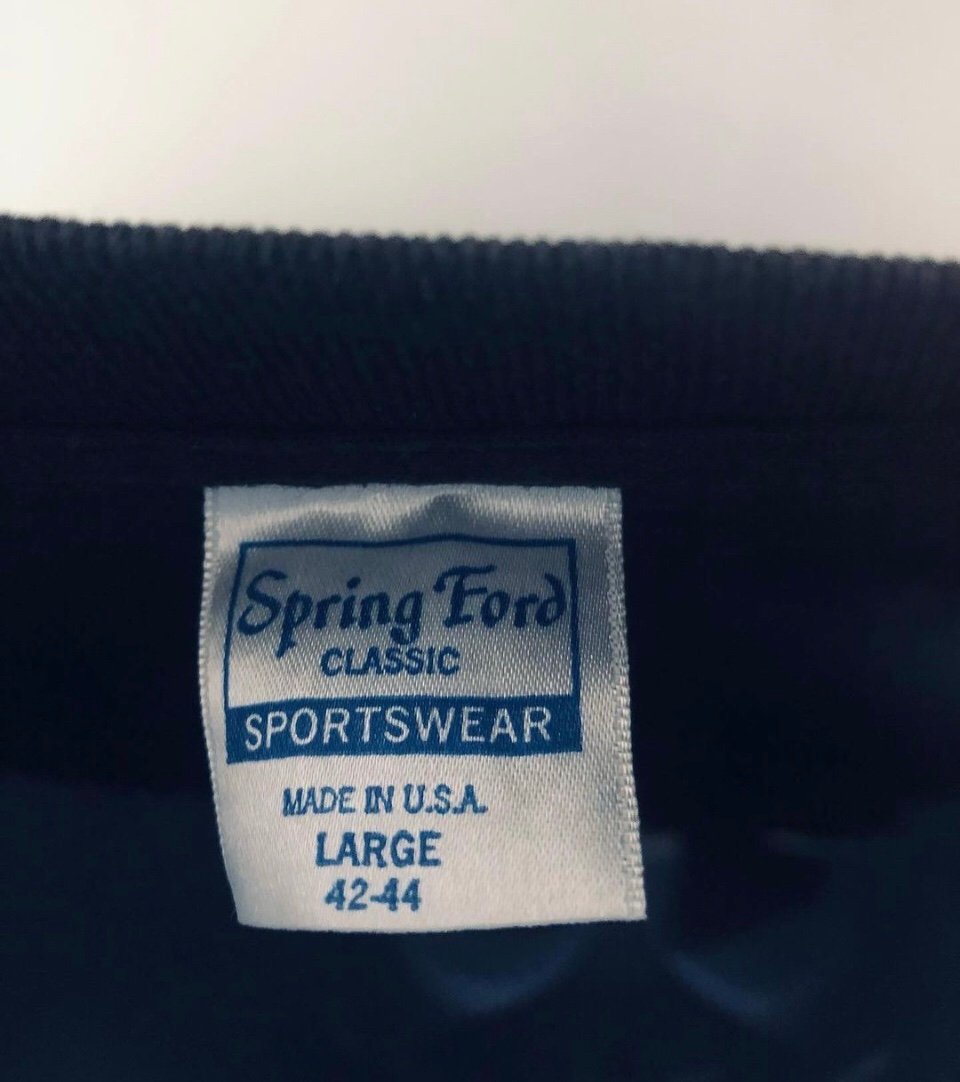 Spring Ford
CLASSIC
SPORTSWEAR
MADE IN U.S.A.
LARGE
42-44